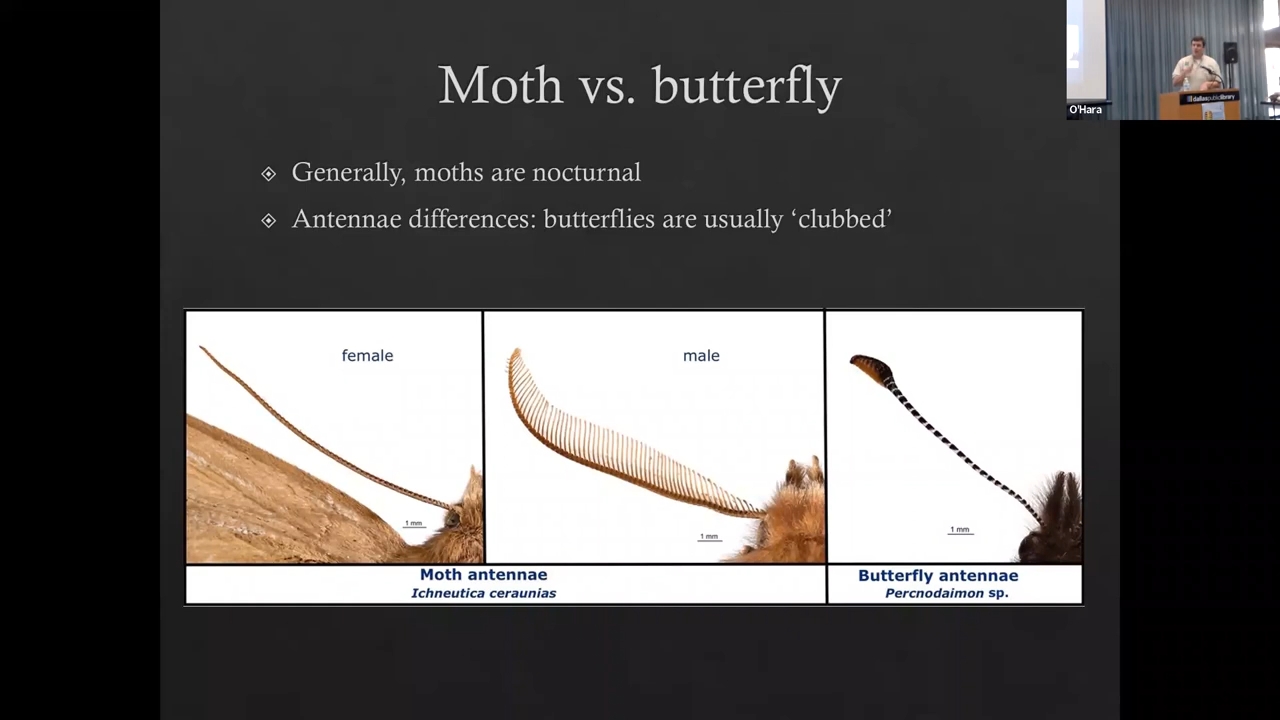 Moth vs. butterfly
Generally, moths are nocturnal
Antennae differences: butterflies are usually ‘clubbed’
female
male
1 mm
1 mm
1 mm
Moth antennae
Ichneutica ceraunias
Butterfly antennae
Percnodaimon sp.
O'Hara
dallaspubliclibrary